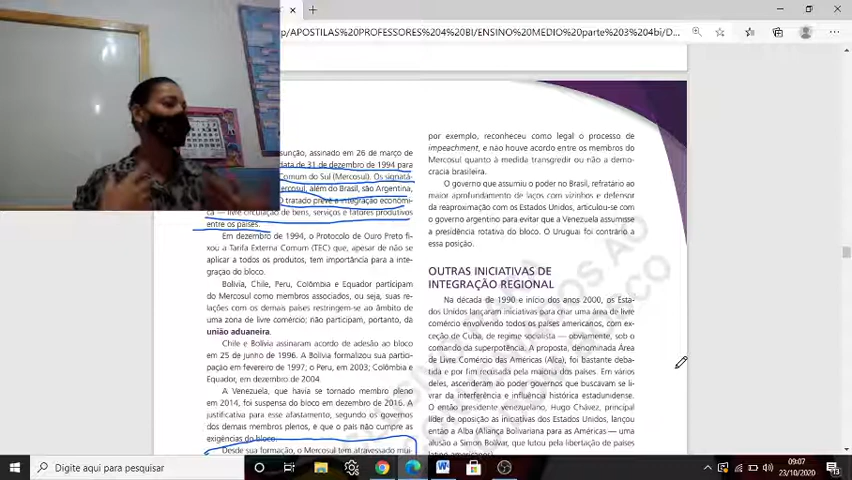 p/APOSTILAS%20PROFESSORES%204%20BI/ENSINO%20MEDIO%20parte%203%204bi/D...
sunção, assinado em 26 de março de
data de 31 de dezembro de 1994 para
Comum do Sul (Mercosul). Os signatá-
ercosul, além do Brasil, são Argentina,
O tratado prevê a integração econômi-
ca — livre circulação de bens, serviços e fatores produtivos
entre os países.
Em dezembro de 1994, o Protocolo de Ouro Preto fi-
xou a Tarifa Externa Comum (TEC) que, apesar de não se
aplicar a todos os produtos, tem importância para a inte-
gração do bloco.
Bolívia, Chile, Peru, Colômbia e Equador participam
do Mercosul como membros associados, ou seja, suas re-
lações com os demais países restringem-se ao âmbito de
uma zona de livre comércio; não participam, portanto, da
união aduaneira.
Chile e Bolívia assinaram acordo de adesão ao bloco
em 25 de junho de 1996. A Bolívia formalizou sua partici-
pação em fevereiro de 1997; o Peru, em 2003; Colômbia e
Equador, em dezembro de 2004.
A Venezuela, que havia se tornado membro pleno
em 2014, foi suspensa do bloco em dezembro de 2016. A
justificativa para esse afastamento, segundo os governos
dos demais membros plenos, é que o país não cumpre as
exigências do bloco.
Desde sua formação, o Mercosul tem atravessado mui-
por exemplo, reconheceu como legal o processo de
impeachment, e não houve acordo entre os membros do
Mercosul quanto à medida transgredir ou não a demo-
cracia brasileira.
O governo que assumiu o poder no Brasil, refratário ao
maior aprofundamento de laços com vizinhos e defensor
da reaproximação com os Estados Unidos, articulou-se com
o governo argentino para evitar que a Venezuela assumisse
a presidência rotativa do bloco. O Uruguai foi contrário a
essa posição.
OUTRAS INICIATIVAS DE
INTEGRAÇÃO REGIONAL
Na década de 1990 e início dos anos 2000, os Esta-
dos Unidos lançaram iniciativas para criar uma área de livre
comércio envolvendo todos os países americanos, com ex-
ceção de Cuba, de regime socialista — obviamente, sob o
comando da superpotência. A proposta, denominada Área
de Livre Comércio das Américas (Alca), foi bastante deba-
tida e por fim recusada pela maioria dos países. Em vários
deles, ascenderam ao poder governos que buscavam se li-
vrar da interferência e influência histórica estadunidense.
O então presidente venezuelano, Hugo Chávez, principal
líder de oposição às iniciativas dos Estados Unidos, lançou
então a Alba (Aliança Bolivariana para as Américas — uma
alusão a Simon Bolívar, que lutou pela libertação de países
latino-americanos)
Digite aqui para pesquisar
09:07
23/10/2020
13